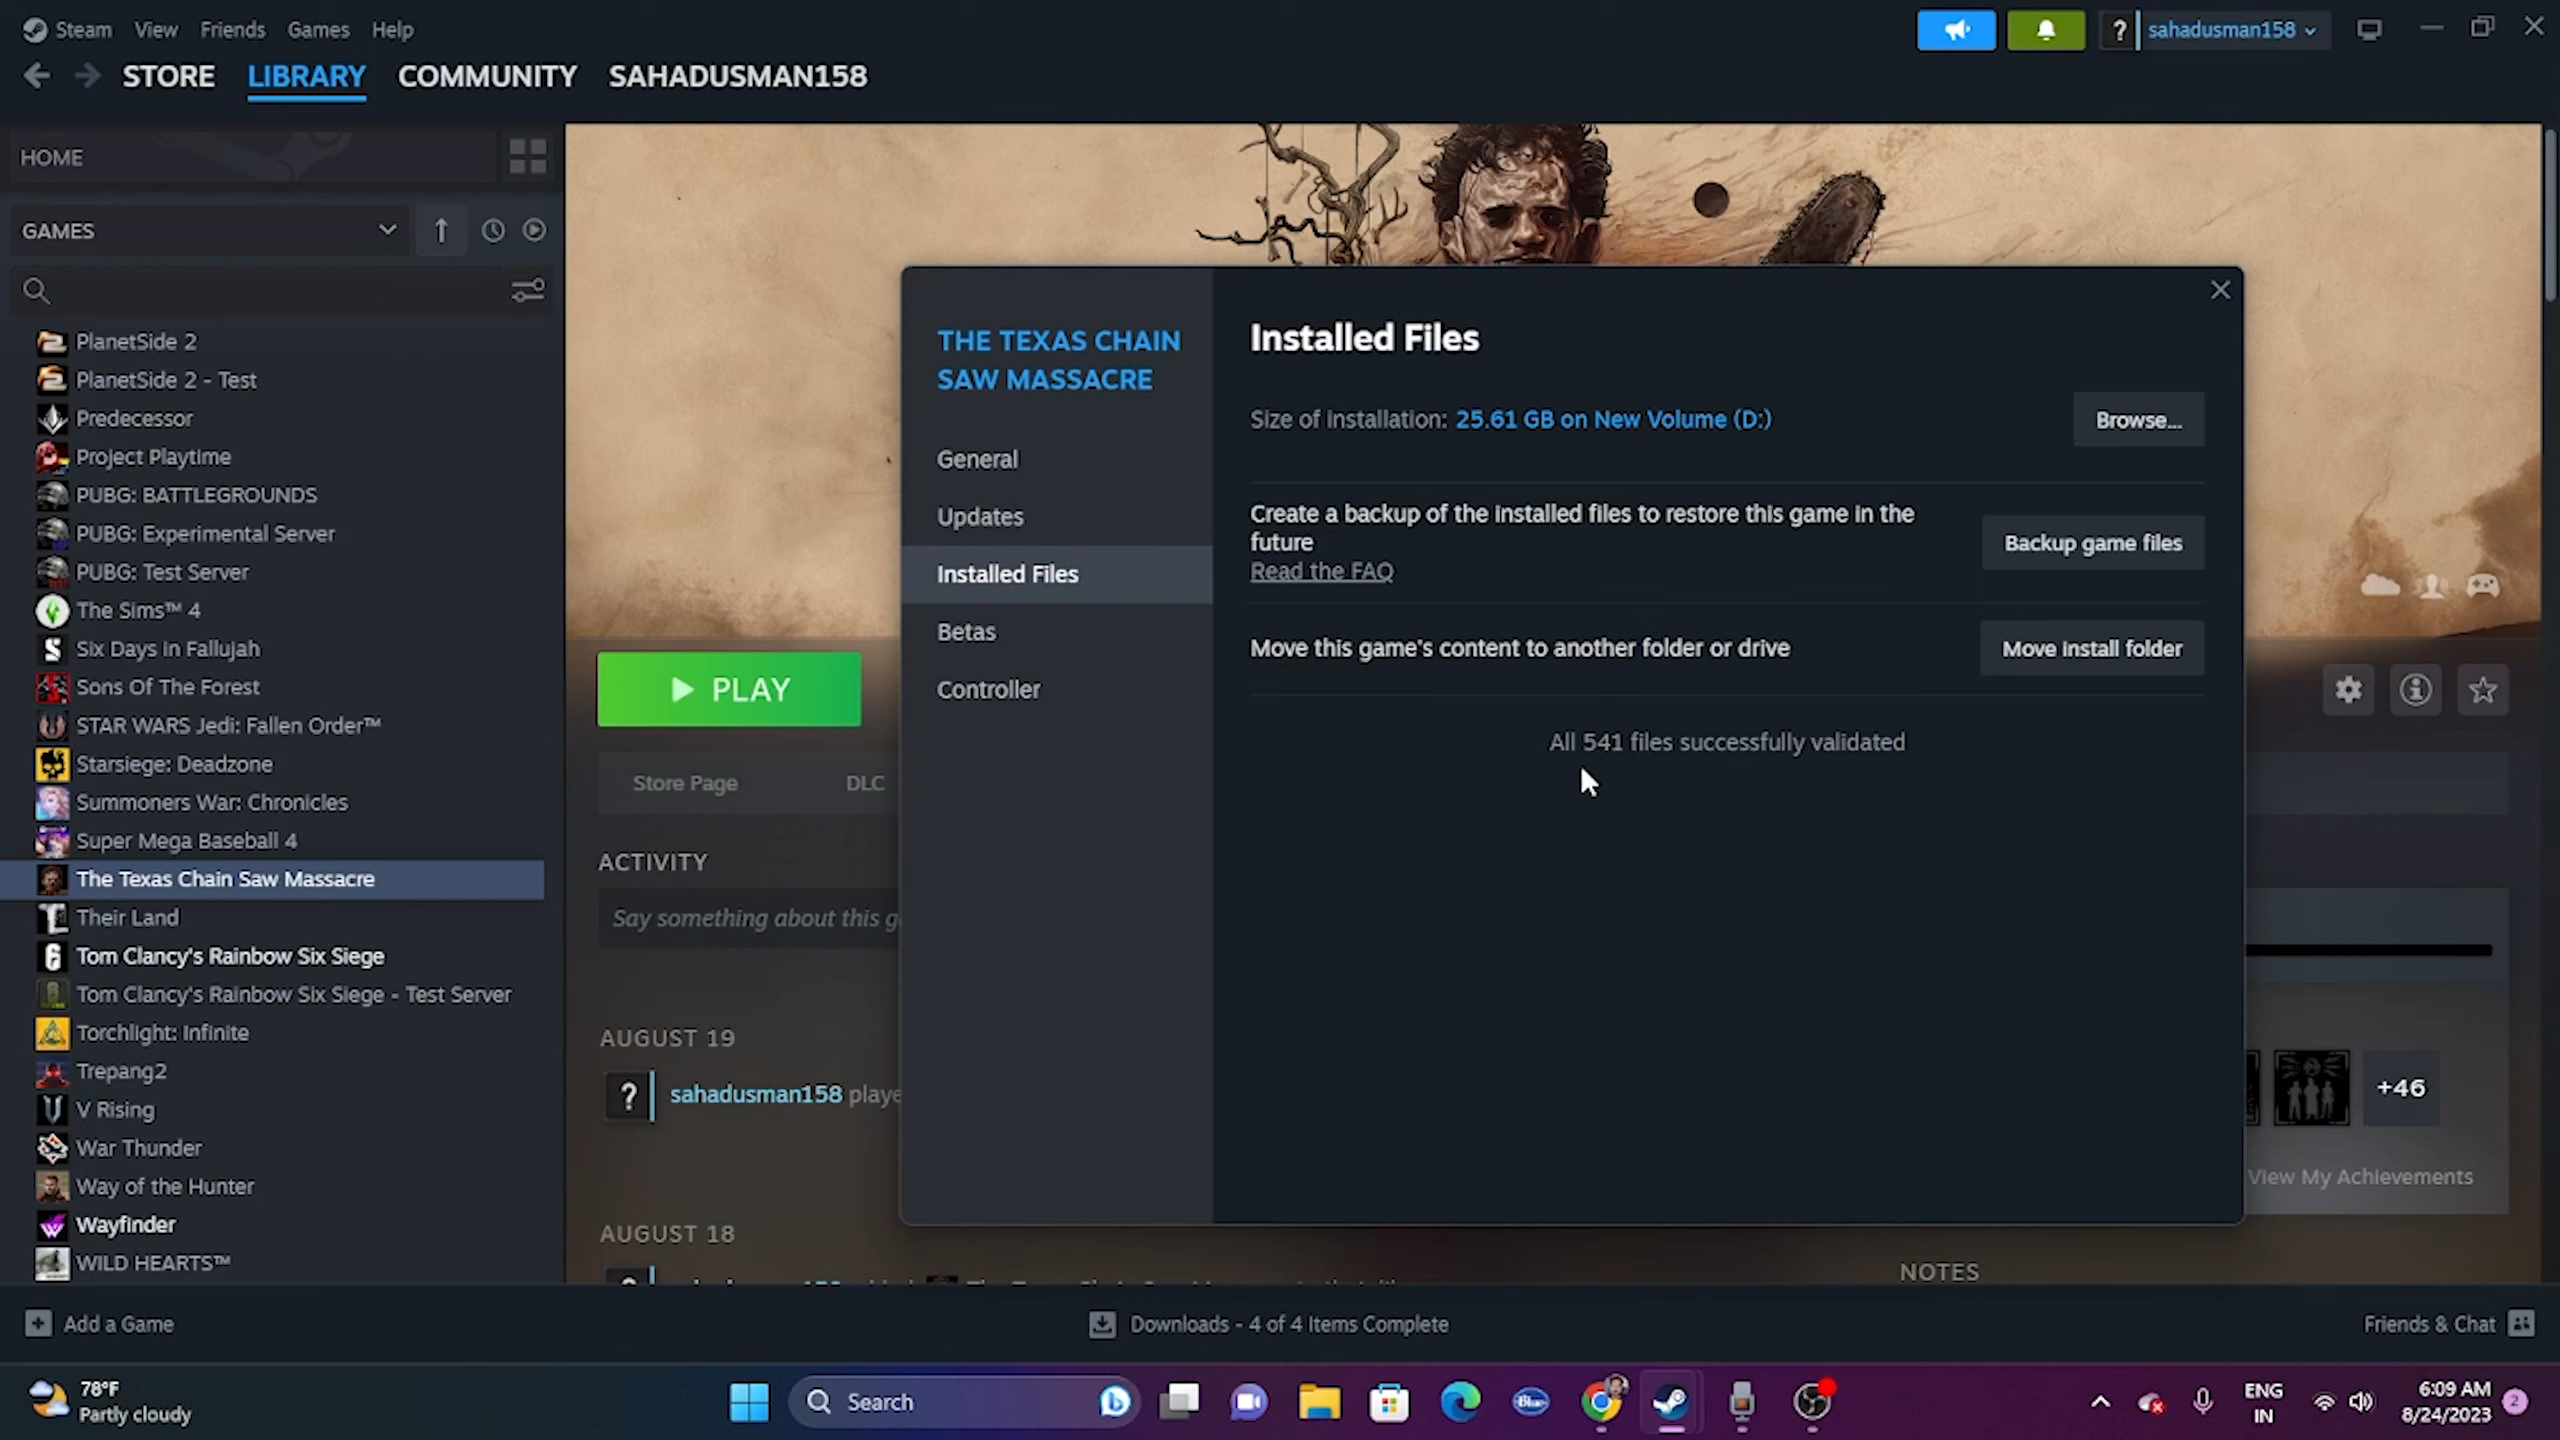 Steam View Friends Games Help
? sahadusman158
STORE LIBRARY COMMUNITY SAHADUSMAN158
HOME
GAMES
PlanetSide 2
PlanetSide 2 - Test
Predecessor
Project Playtime
PUBG: BATTLEGROUNDS
PUBG: Experimental Server
PUBG: Test Server
The Sims™ 4
Six Days in Fallujah
Sons Of The Forest
STAR WARS Jedi: Fallen Order™
Starsiege: Deadzone
Summoners War: Chronicles
Super Mega Baseball 4
The Texas Chain Saw Massacre
Their Land
Tom Clancy's Rainbow Six Siege
Tom Clancy's Rainbow Six Siege - Test Server
Torchlight: Infinite
Trepang2
V Rising
War Thunder
Way of the Hunter
Wayfinder
WILD HEARTS™
PLAY
Store Page DLC
ACTIVITY
Say something about this g
AUGUST 19
? sahadusman158 playe
AUGUST 18
THE TEXAS CHAIN
SAW MASSACRE
General
Updates
Installed Files
Betas
Controller
Installed Files
Size of installation: 25.61 GB on New Volume (D:)
Browse...
Create a backup of the installed files to restore this game in the
future
Read the FAQ
Backup game files
Move this game's content to another folder or drive
Move install folder
All 541 files successfully validated
+46
View My Achievements
NOTES
Add a Game
Downloads - 4 of 4 Items Complete
Friends & Chat
78°F
Partly cloudy
Search
Blue
ENG
IN
6:09 AM
8/24/2023
2